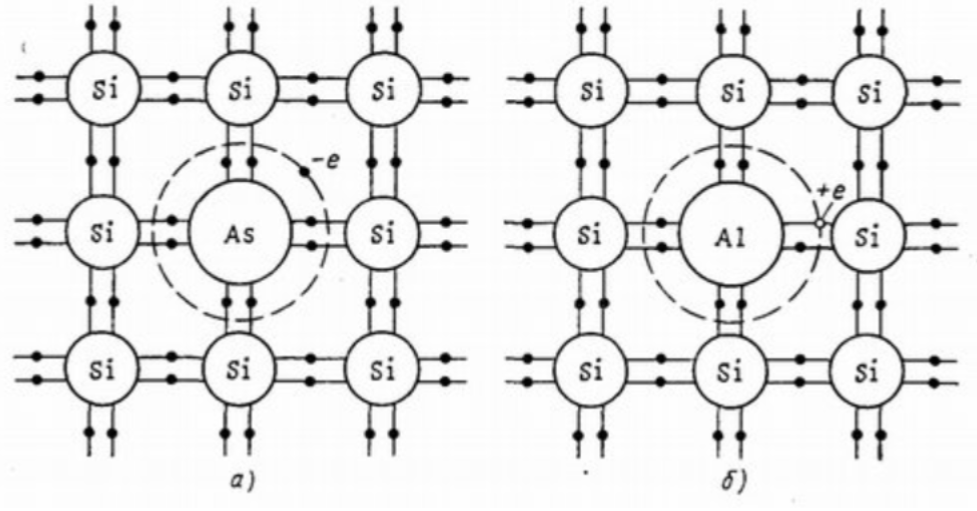 Si Si Si Si Si Si
-e +e
Si As Si Si Al Si
Si Si Si Si Si Si
а) б)